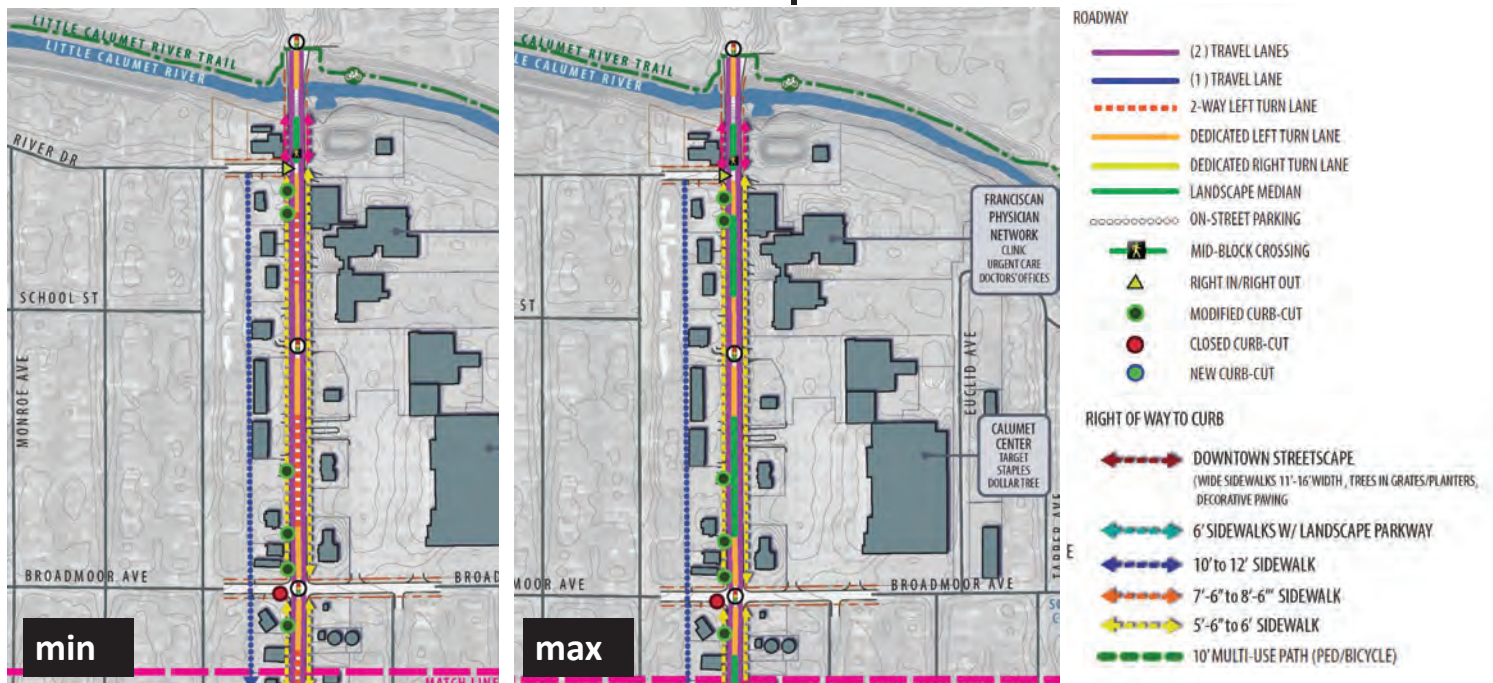 LITTLE CALUMET RIVER TRAIL
LITTLE CALUMET RIVER
RIVER DR
SCHOOL ST
MONROE AVE
BROADMOOR AVE
BROAD
min
MATCH LINE
CALUMET RIVER TRAIL
LE CALUMET RIVER
FRANCISCAN
PHYSICIAN
NETWORK
CLINIC
URGENT CARE
DOCTORS' OFFICES
ST
EUCLID AVE
CALUMET
CENTER
TARGET
STAPLES
DOLLAR TREE
TAPPER AVE
MOOR AVE
BROADMOOR AVE
E
SC
C
max
ROADWAY
(2 ) TRAVEL LANES
(1) TRAVEL LANE
2-WAY LEFT TURN LANE
DEDICATED LEFT TURN LANE
DEDICATED RIGHT TURN LANE
LANDSCAPE MEDIAN
ON-STREET PARKING
MID-BLOCK CROSSING
RIGHT IN/RIGHT OUT
MODIFIED CURB-CUT
CLOSED CURB-CUT
NEW CURB-CUT
RIGHT OF WAY TO CURB
DOWNTOWN STREETSCAPE
(WIDE SIDEWALKS 11'-16' WIDTH , TREES IN GRATES/PLANTERS,
DECORATIVE PAVING
6' SIDEWALKS W/ LANDSCAPE PARKWAY
10' to 12' SIDEWALK
7'-6" to 8'-6"' SIDEWALK
5'-6" to 6' SIDEWALK
10' MULTI-USE PATH (PED/BICYCLE)